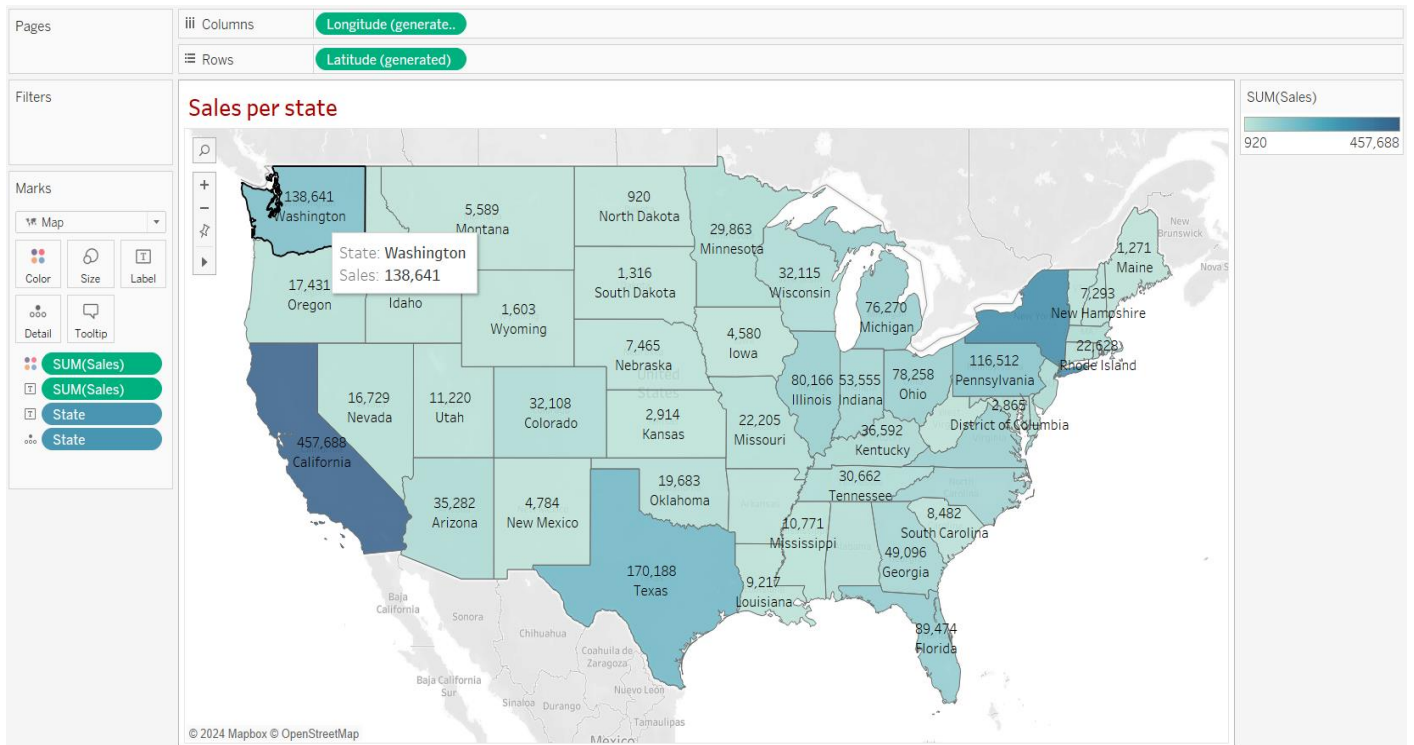 Pages
Columns
Longitude (generate..
Rows
Latitude (generated)
Filters
Marks
Map
Color
Size
Label
Detail
Tooltip
SUM(Sales)
SUM(Sales)
State
State
Sales per state
138,641
Washington
State: Washington
Sales: 138,641
5,589
Montana
920
North Dakota
29,863
Minnesota
17,431
Oregon
Idaho
1,603
Wyoming
1,316
South Dakota
32,115
Wisconsin
76,270
Michigan
1,271
Maine
New
Brunswick
Nova S
7,293
New Hampshire
22,628
Rhode Island
7,465
Nebraska
United
States
4,580
Iowa
116,512
Pennsylvania
457,688
California
16,729
Nevada
11,220
Utah
32,108
Colorado
2,914
Kansas
22,205
Missouri
80,166
Illinois
53,555
Indiana
78,258
Ohio
2,865
District of Columbia
36,592
Kentucky
35,282
Arizona
4,784
New Mexico
19,683
Oklahoma
30,662
Tennessee
North
Carolina
8,482
South Carolina
10,771
Mississippi
49,096
Georgia
170,188
Texas
9,217
Louisiana
89,474
Florida
Baja
California
Sonora
Chihuahua
Coahuila de
Zaragoza
Baja California
Sur
Sinaloa
Durango
Nuevo León
Tamaulipas
Mexico
© 2024 Mapbox © OpenStreetMap
SUM(Sales)
920
457,688